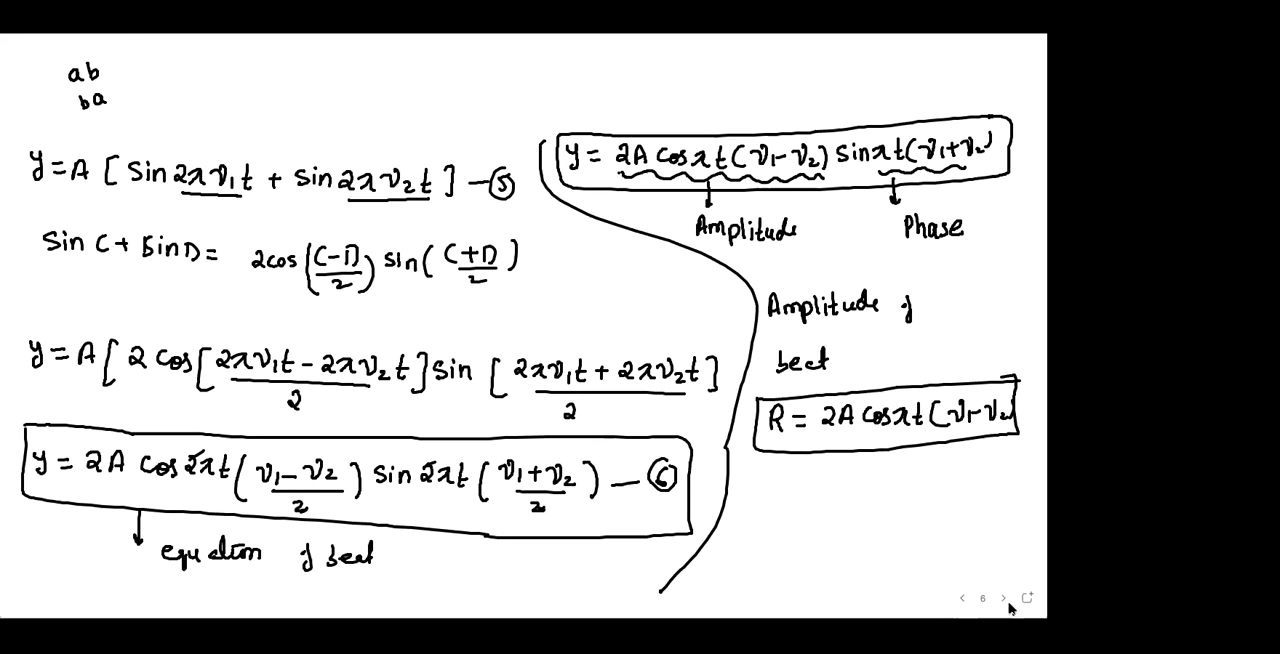 ab
ba
y = A [ Sin 2πν₁t + Sin 2πν₂t ] — ⑤
Sin C + Sin D = 2cos (C-D/2) sin (C+D/2)
y = A [ 2 Cos [ 2πν₁t - 2πν₂t / 2 ] Sin [ 2πν₁t + 2πν₂t / 2 ]
y = 2A Cos 2πt ( ν₁ - ν₂ / 2 ) Sin 2πt ( ν₁ + ν₂ / 2 ) — ⑥
equation of beat
y = 2A Cos πt (ν₁ - ν₂) Sin πt (ν₁ + ν₂)
Amplitude Phase
Amplitude of
beat
R = 2A Cos πt (ν₁ - ν₂
6